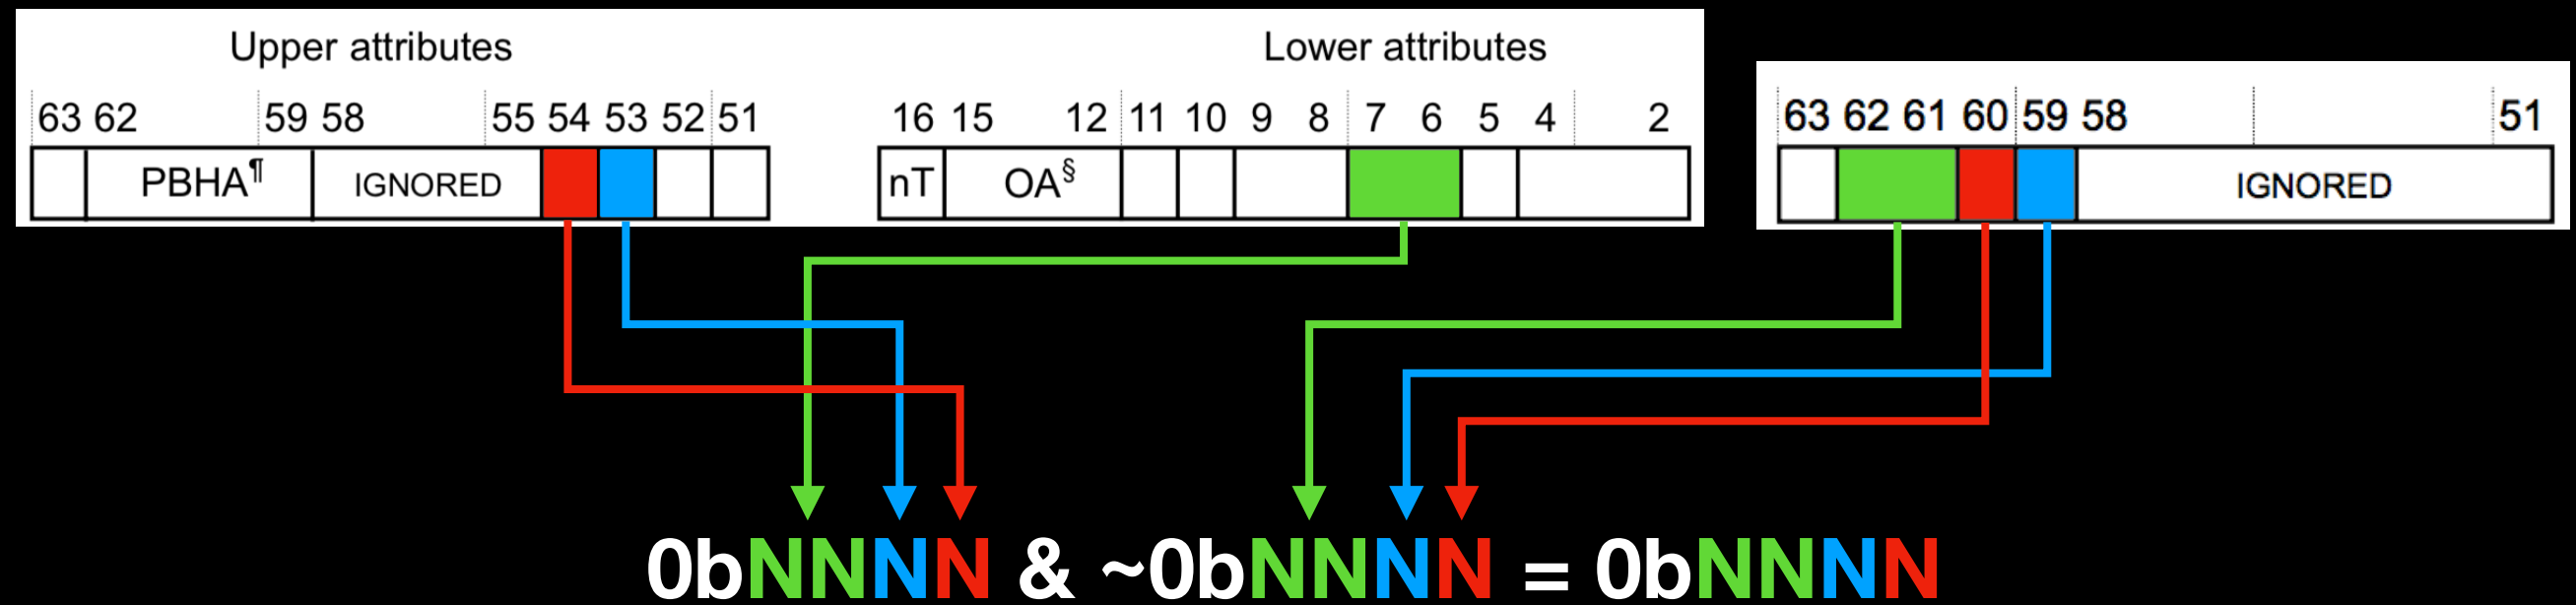 Upper attributes
Lower attributes
63 62 59 58 55 54 53 52 51
16 15 12 11 10 9 8 7 6 5 4 2
63 62 61 60 59 58 51
PBHA¶ IGNORED
nT OA§
IGNORED
0bNNNN & ~0bNNNN = 0bNNNN